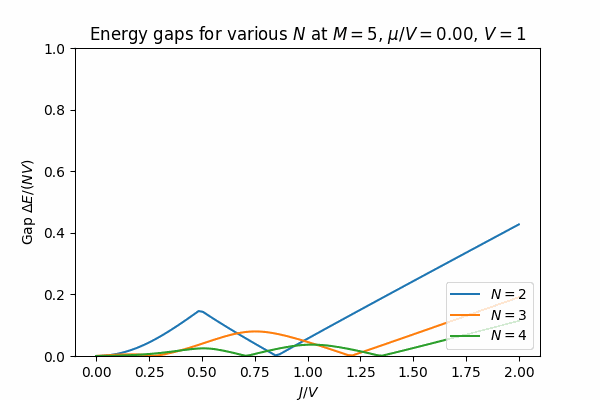 Energy gaps for various N at M = 5, μ/V = 0.00, V = 1
Gap ΔE/(NV)
1.0
0.8
0.6
0.4
0.2
0.0
N = 2
N = 3
N = 4
0.00 0.25 0.50 0.75 1.00 1.25 1.50 1.75 2.00
J/V